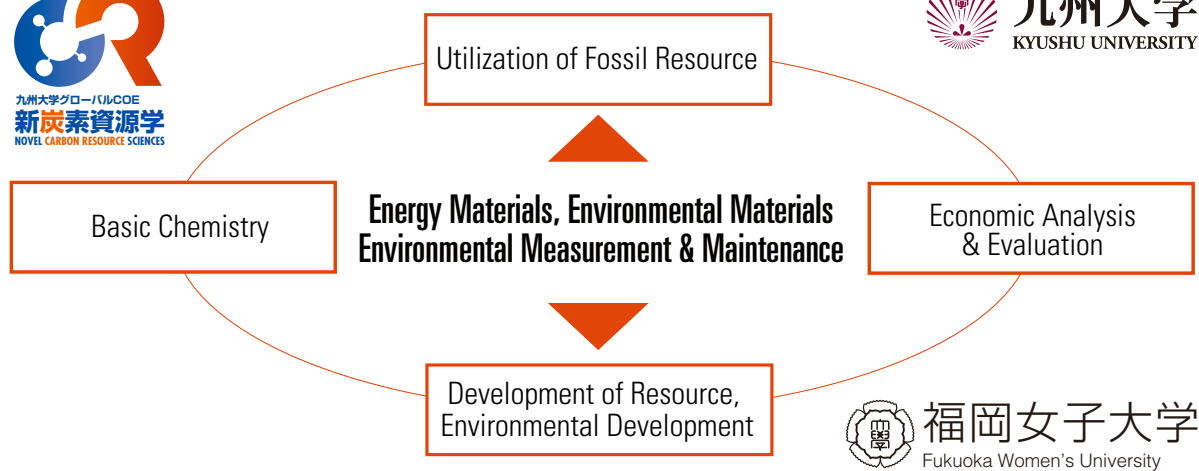 九州大学
KYUSHU UNIVERSITY
九州大学グローバルCOE
新炭素資源学
NOVEL CARBON RESOURCE SCIENCES
Utilization of Fossil Resource
Basic Chemistry
Energy Materials, Environmental Materials
Environmental Measurement & Maintenance
Economic Analysis
& Evaluation
Development of Resource,
Environmental Development
福岡女子大学
Fukuoka Women's University